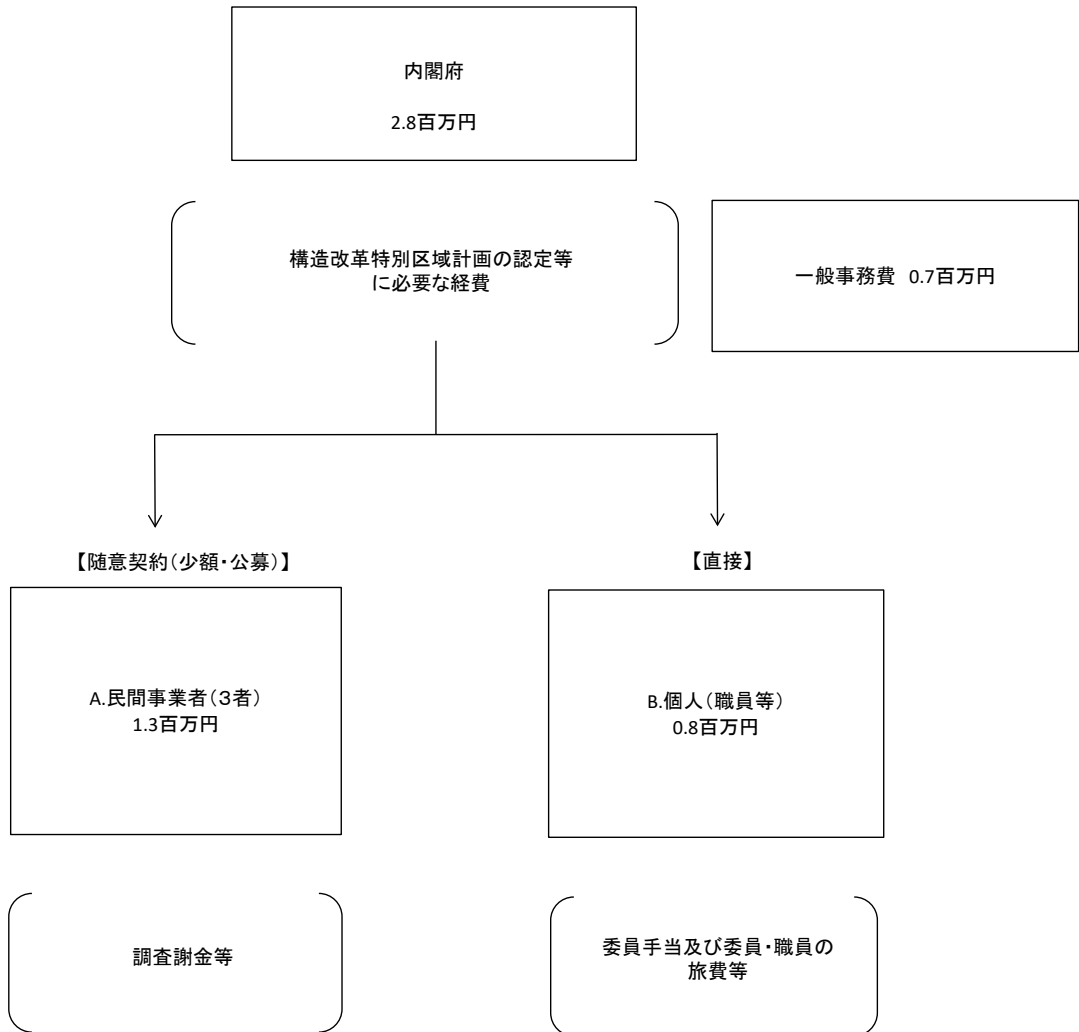 内閣府
2.8百万円
構造改革特別区域計画の認定等
に必要な経費
一般事務費 0.7百万円
【随意契約(少額・公募)】
【直接】
A.民間事業者(3者)
1.3百万円
B.個人(職員等)
0.8百万円
調査謝金等
委員手当及び委員・職員の
旅費等